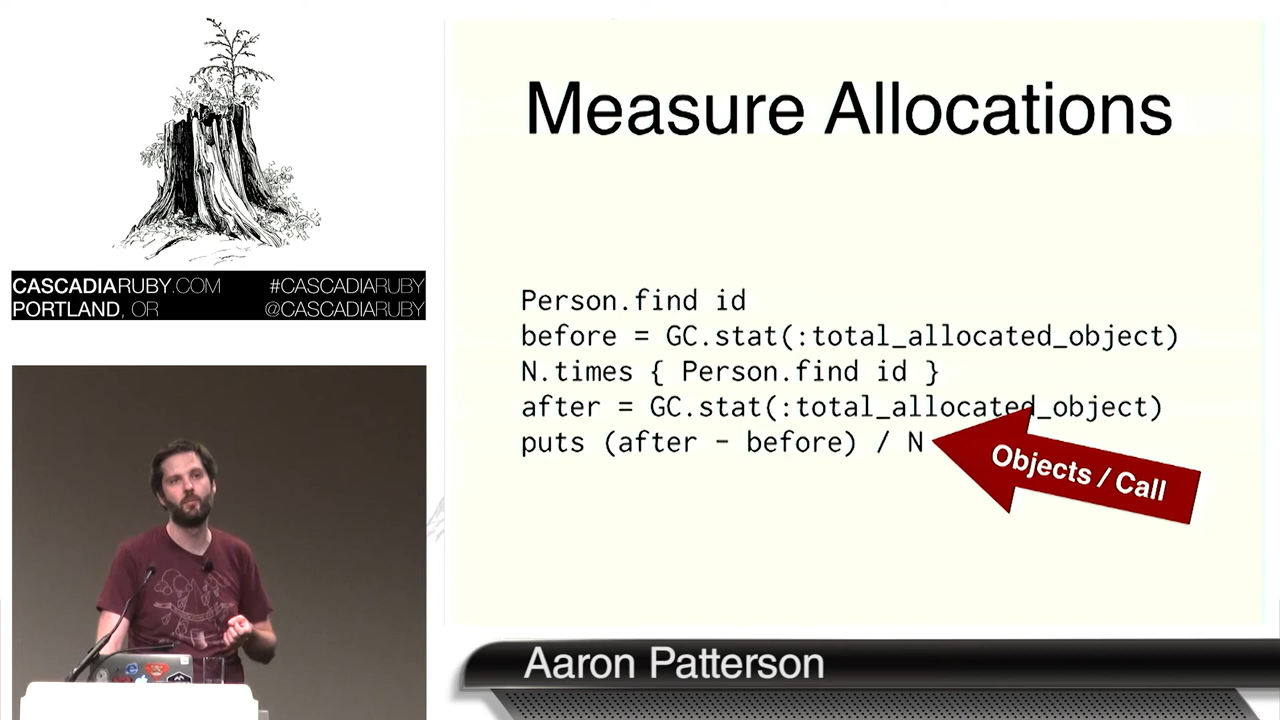 CASCADIARUBY.COM #CASCADIARUBY
PORTLAND, OR @CASCADIARUBY
Measure Allocations
Person.find id
before = GC.stat(:total_allocated_object)
N.times { Person.find id }
after = GC.stat(:total_allocated_object)
puts (after - before) / N
Objects / Call
Aaron Patterson